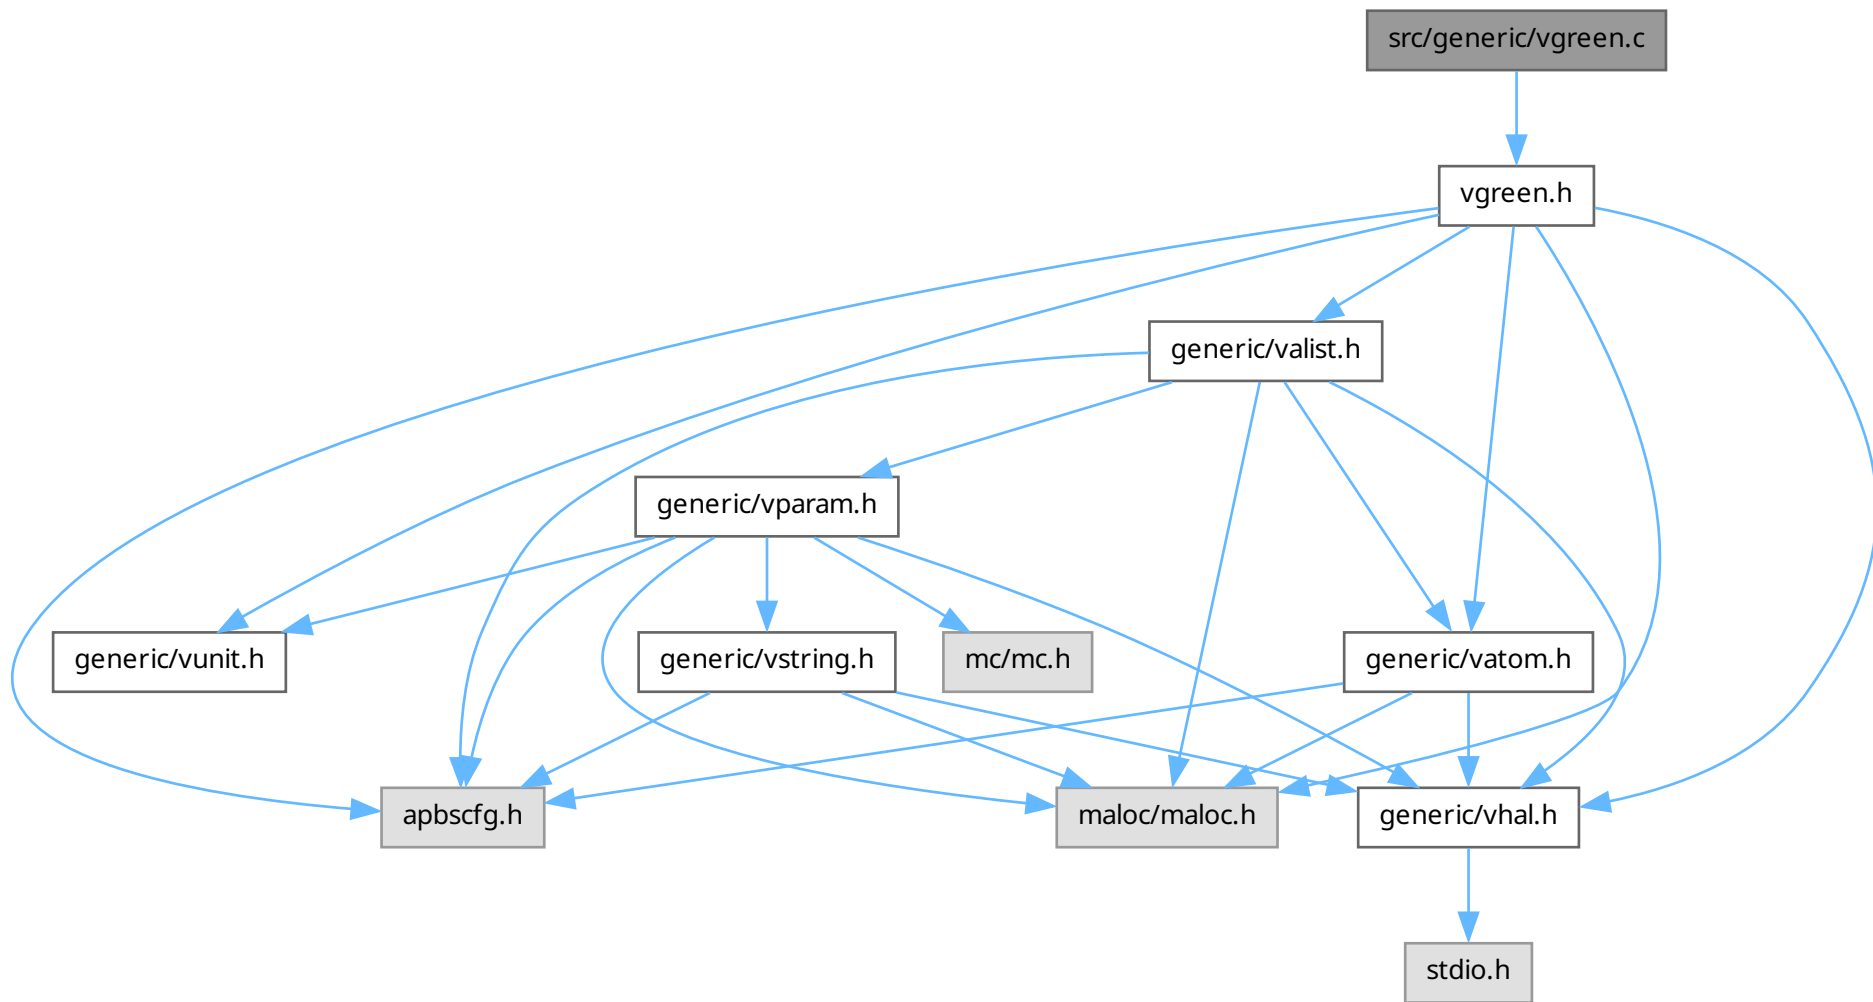 src/generic/vgreen.c
vgreen.h
generic/valist.h
generic/vparam.h
generic/vunit.h
generic/vstring.h
mc/mc.h
generic/vatom.h
apbscfg.h
maloc/maloc.h
generic/vhal.h
stdio.h